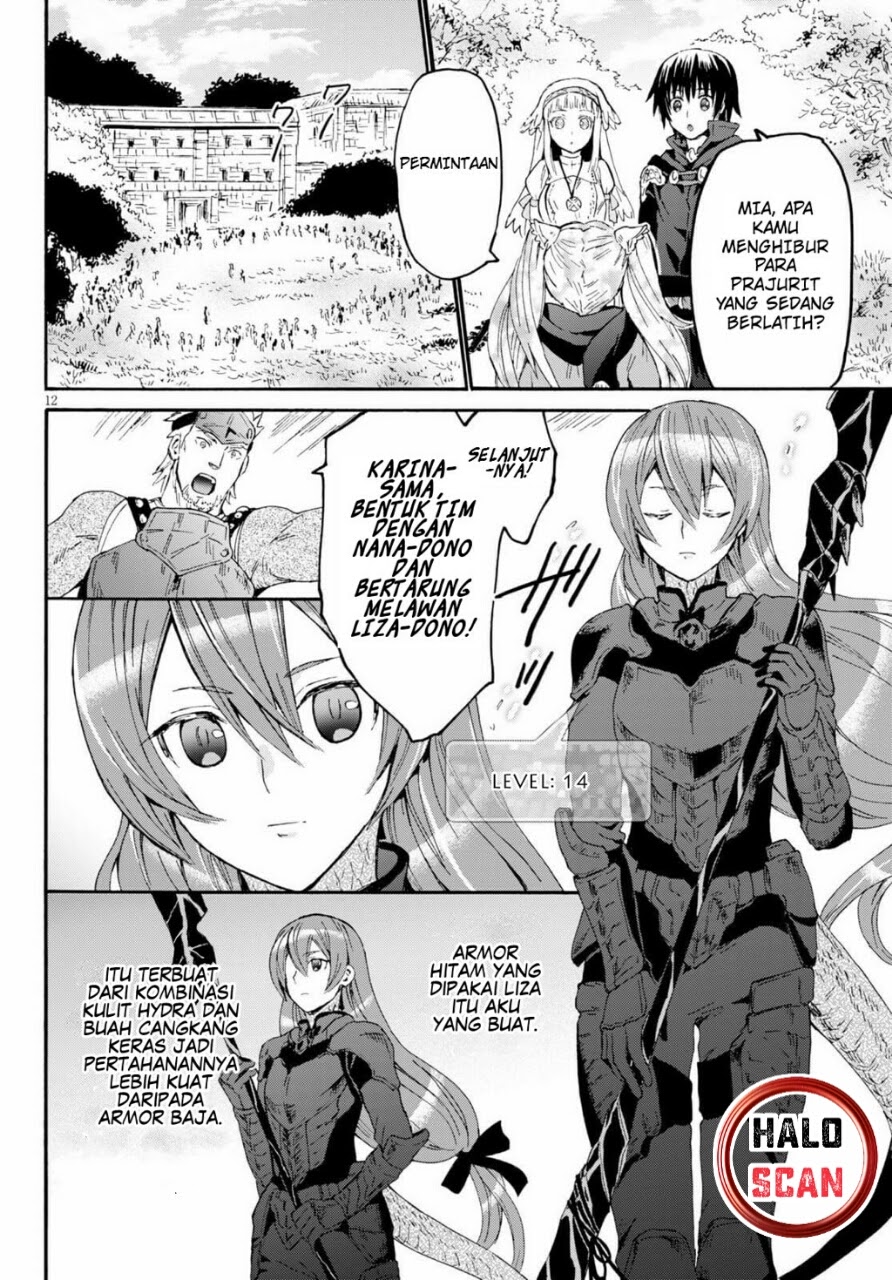 MIA, APA
KAMU
MENGHIBUR
PARA
PRAJURIT
YANG SEDANG
BERLATIH?
PERMINTAAN
12
SELANJUT
-NYA!
KARINA-
SAMA,
BENTUK TIM
DENGAN
NANA-DONO
DAN
BERTARUNG
MELAWAN
LIZA-DONO!
LEVEL: 14
ARMOR
HITAM YANG
DIPAKAI LIZA
ITU AKU
YANG BUAT.
ITU TERBUAT
DARI KOMBINASI
KULIT HYDRA DAN
BUAH CANGKANG
KERAS JADI
PERTAHANANNYA
LEBIH KUAT
DARIPADA
ARMOR BAJA.
HALO
SCAN